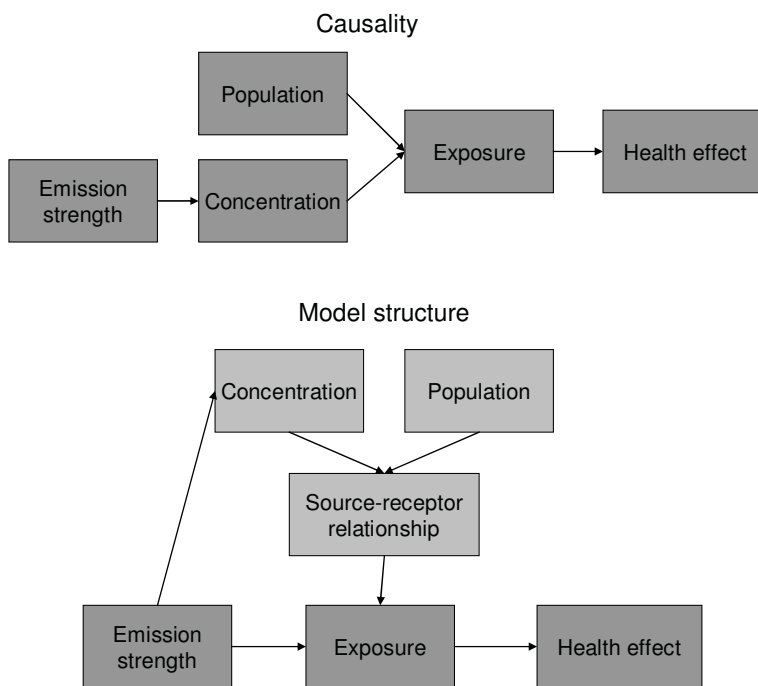 Causality
Population
Exposure
Health effect
Emission
strength
Concentration
Model structure
Concentration
Population
Source-receptor
relationship
Emission
strength
Exposure
Health effect